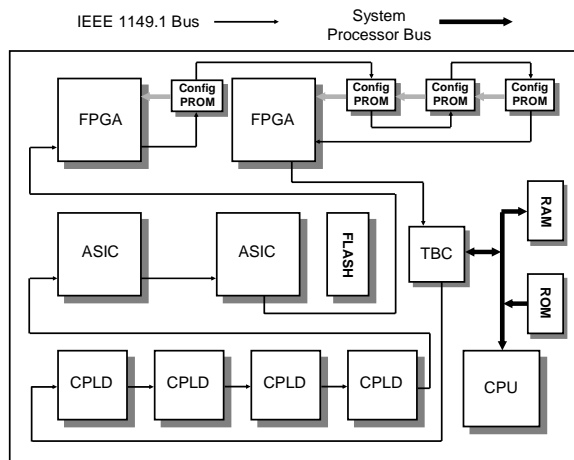 IEEE 1149.1 Bus
System
Processor Bus
FPGA
Config
PROM
FPGA
Config
PROM
Config
PROM
Config
PROM
ASIC
ASIC
FLASH
TBC
RAM
ROM
CPLD
CPLD
CPLD
CPLD
CPU